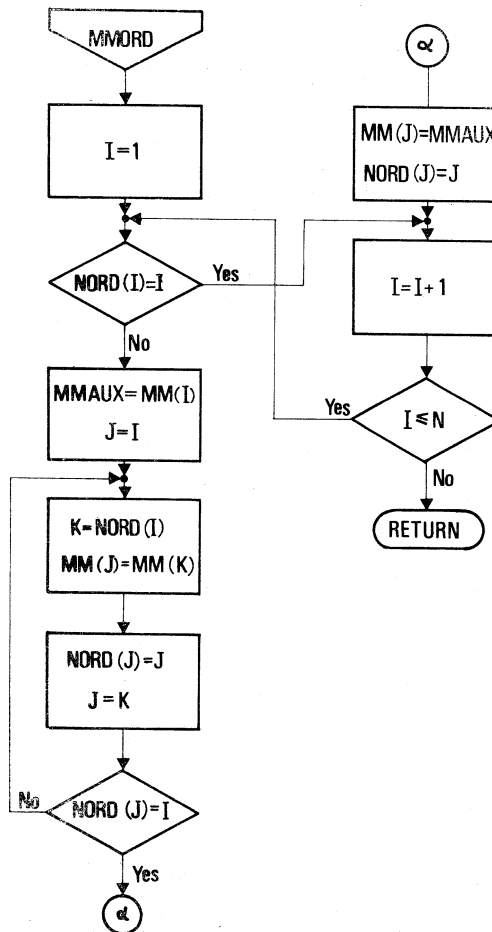 MMORD
I=1
NORD(I)=I
Yes
No
MMAUX=MM(I)
J=I
K=NORD(I)
MM(J)=MM(K)
NORD(J)=J
J=K
No
NORD(J)=I
Yes
α
α
MM(J)=MMAUX
NORD(J)=J
I=I+1
Yes
I≤N
No
RETURN